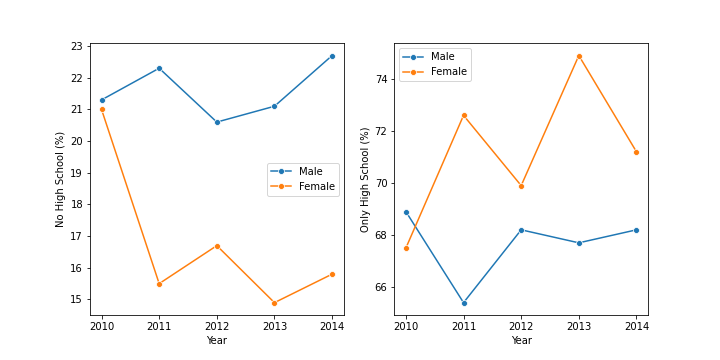 No High School (%)
23
22
21
20
19
18
17
16
15
2010 2011 2012 2013 2014
Year
Male
Female
Only High School (%)
74
72
70
68
66
2010 2011 2012 2013 2014
Year
Male
Female